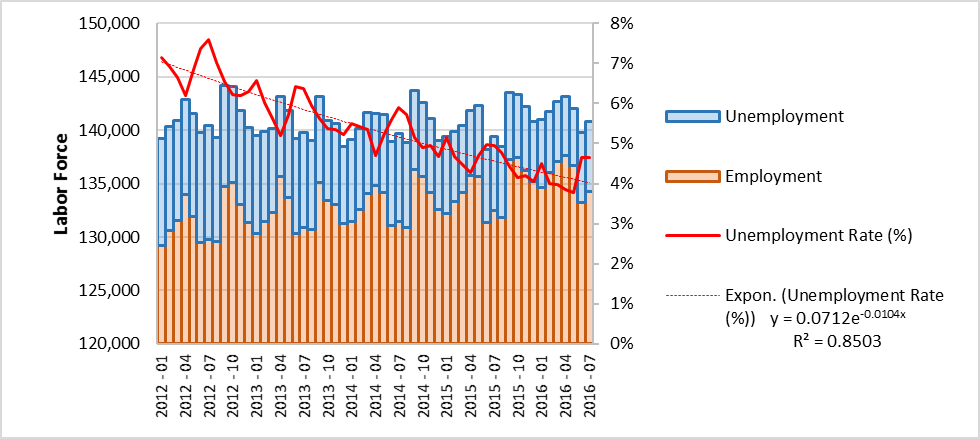 150,000
145,000
140,000
135,000
130,000
125,000
120,000
Labor Force
8%
7%
6%
5%
4%
3%
2%
1%
0%
2012 - 01
2012 - 04
2012 - 07
2012 - 10
2013 - 01
2013 - 04
2013 - 07
2013 - 10
2014 - 01
2014 - 04
2014 - 07
2014 - 10
2015 - 01
2015 - 04
2015 - 07
2015 - 10
2016 - 01
2016 - 04
2016 - 07
Unemployment
Employment
Unemployment Rate (%)
Expon. (Unemployment Rate
(%)) y = 0.0712e^-0.0104x
R² = 0.8503